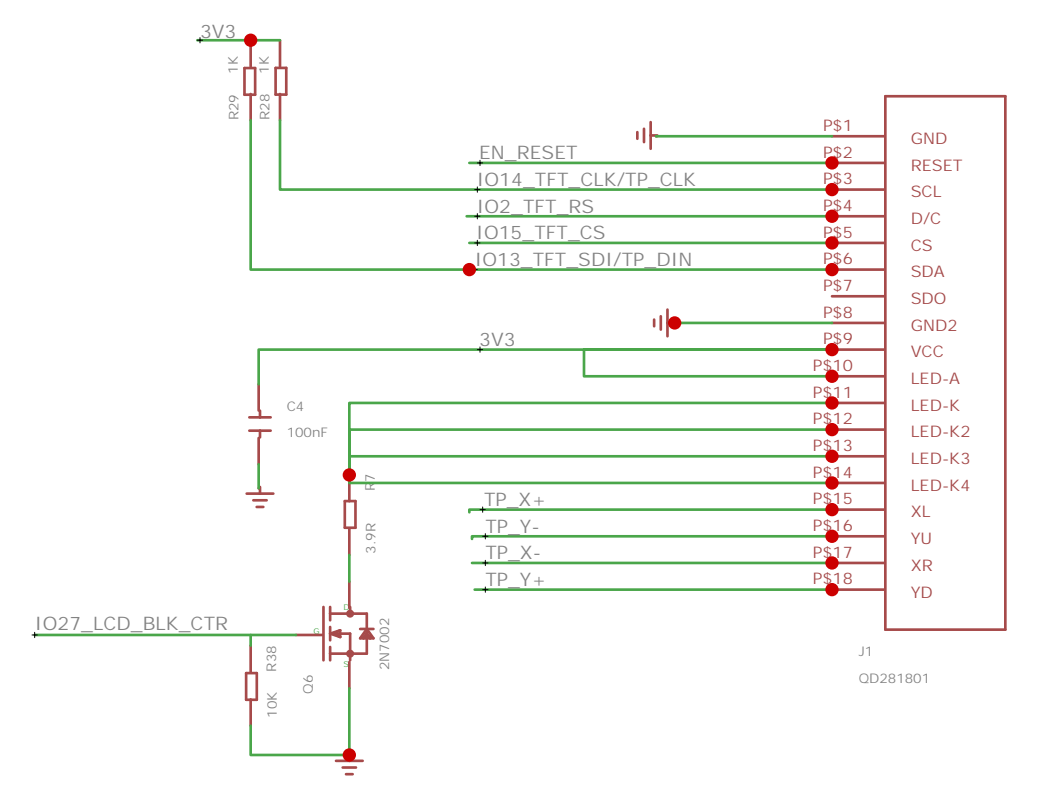 3V3
1K
1K
R29
R28
P$1
GND
EN_RESET
P$2
RESET
IO14_TFT_CLK/TP_CLK
P$3
SCL
IO2_TFT_RS
P$4
D/C
IO15_TFT_CS
P$5
CS
IO13_TFT_SDI/TP_DIN
P$6
SDA
P$7
SDO
P$8
GND2
3V3
P$9
VCC
P$10
LED-A
C4
100nF
P$11
LED-K
P$12
LED-K2
P$13
LED-K3
P$14
LED-K4
R7
3.9R
TP_X+
P$15
XL
TP_Y-
P$16
YU
TP_X-
P$17
XR
TP_Y+
P$18
YD
IO27_LCD_BLK_CTR
D
G
S
2N7002
Q6
R38
10K
J1
QD281801